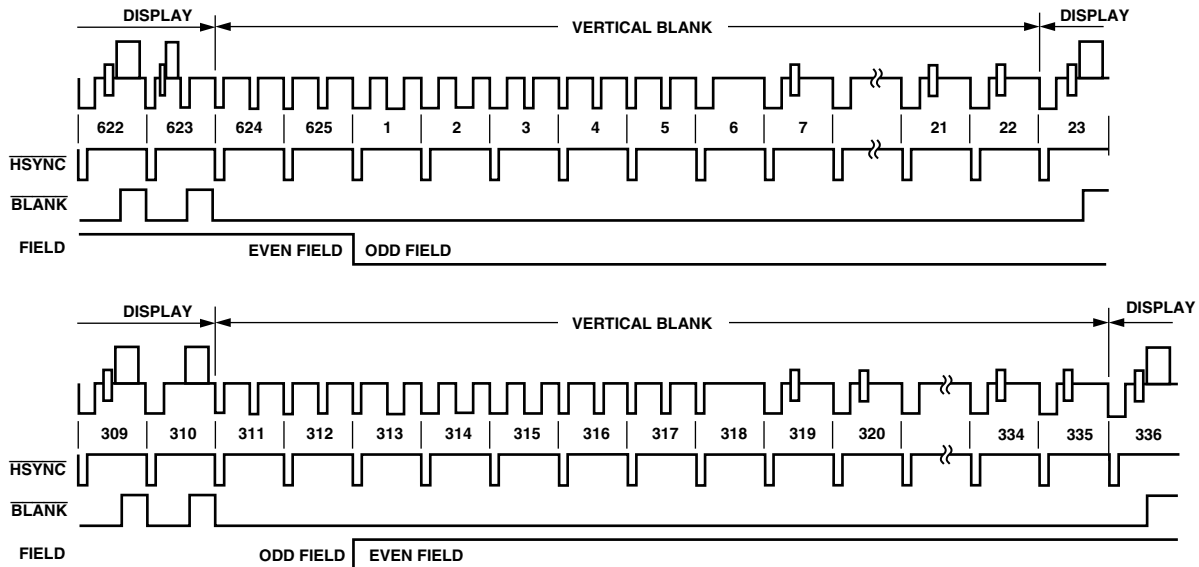 DISPLAY VERTICAL BLANK DISPLAY
622 623 624 625 1 2 3 4 5 6 7 21 22 23
HSYNC
BLANK
FIELD EVEN FIELD ODD FIELD
DISPLAY VERTICAL BLANK DISPLAY
309 310 311 312 313 314 315 316 317 318 319 320 334 335 336
HSYNC
BLANK
FIELD ODD FIELD EVEN FIELD